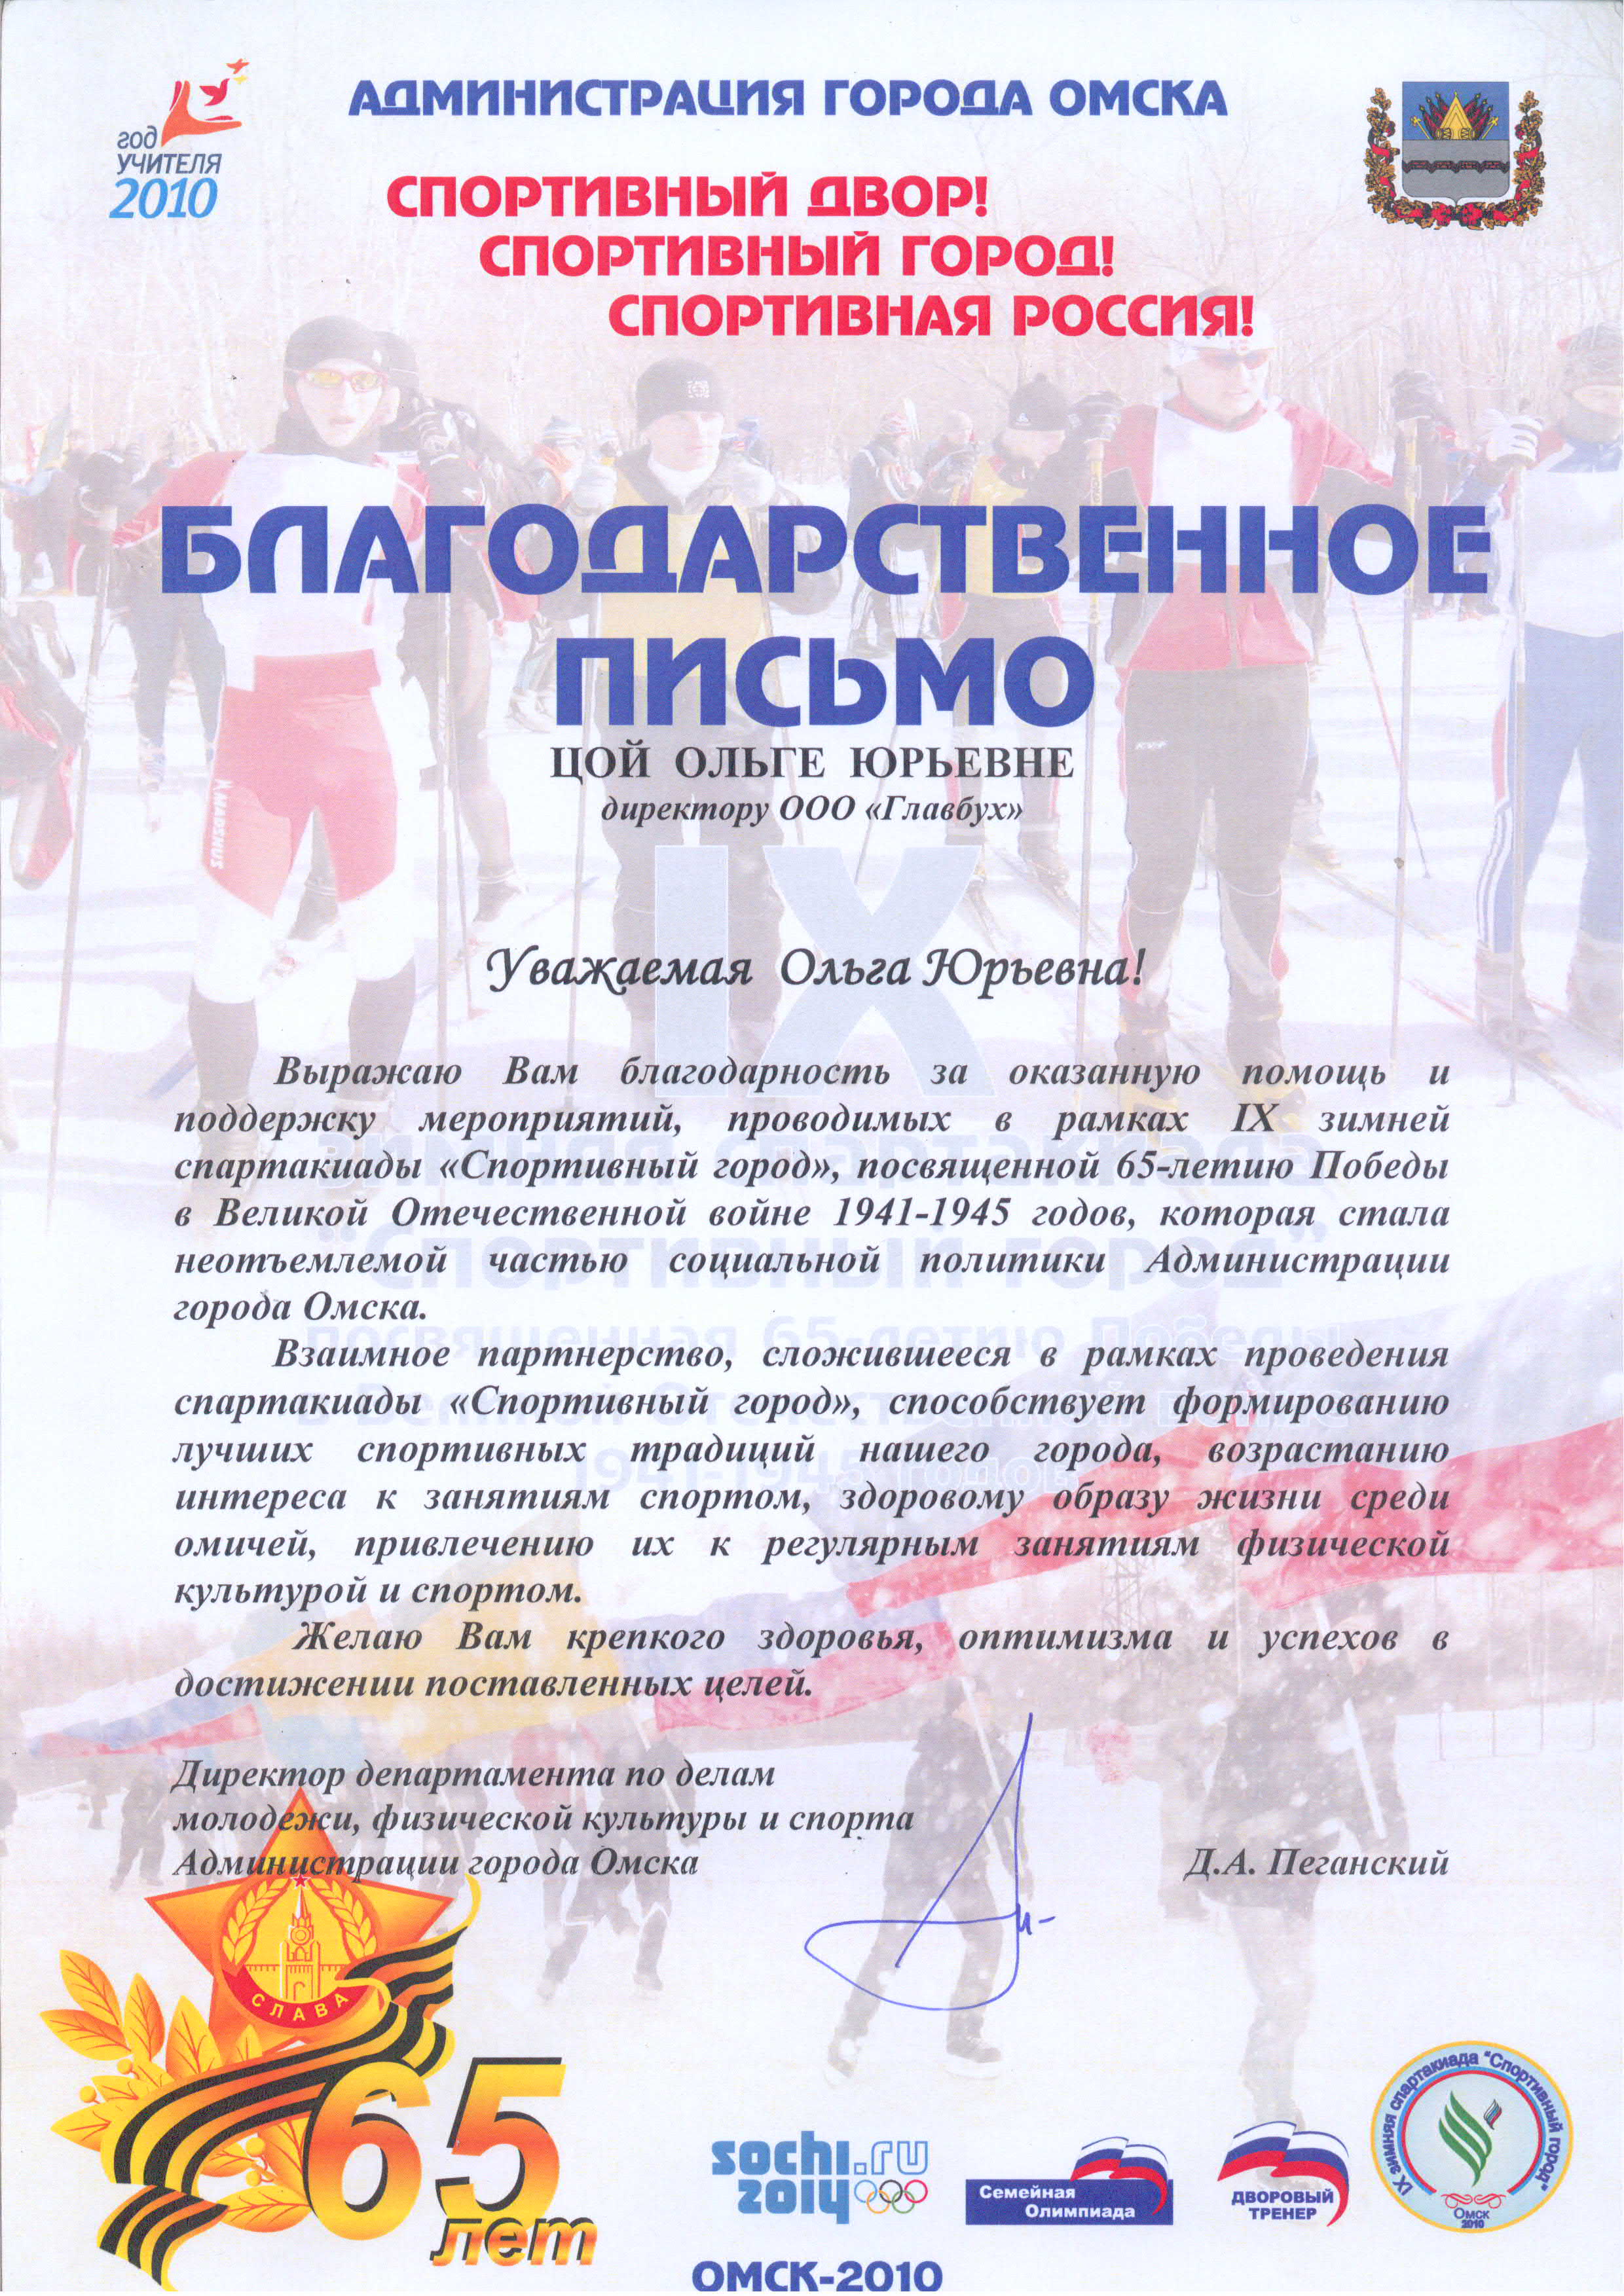 год
УЧИТЕЛЯ
2010
АДМИНИСТРАЦИЯ ГОРОДА ОМСКА
СПОРТИВНЫЙ ДВОР!
СПОРТИВНЫЙ ГОРОД!
СПОРТИВНАЯ РОССИЯ!
БЛАГОДАРСТВЕННОЕ
ПИСЬМО
ЦОЙ ОЛЬГЕ ЮРЬЕВНЕ
директору ООО «Главбух»
IX
Уважаемая Ольга Юрьевна!
Выражаю Вам благодарность за оказанную помощь и
поддержку мероприятий, проводимых в рамках IX зимней
спартакиады «Спортивный город», посвященной 65-летию Победы
в Великой Отечественной войне 1941-1945 годов, которая стала
неотъемлемой частью социальной политики Администрации
города Омска.
Взаимное партнерство, сложившееся в рамках проведения
спартакиады «Спортивный город», способствует формированию
лучших спортивных традиций нашего города, возрастанию
интереса к занятиям спортом, здоровому образу жизни среди
омичей, привлечению их к регулярным занятиям физической
культурой и спортом.
Желаю Вам крепкого здоровья, оптимизма и успехов в
достижении поставленных целей.
Директор департамента по делам
молодежи, физической культуры и спорта
Администрации города Омска
Д.А. Пеганский
СЛАВА
65
лет
sochi.ru
2014
Семейная
Олимпиада
ДВОРОВЫЙ
ТРЕНЕР
IX зимняя спартакиада "Спортивный город"
Омск
2010
ОМСК-2010